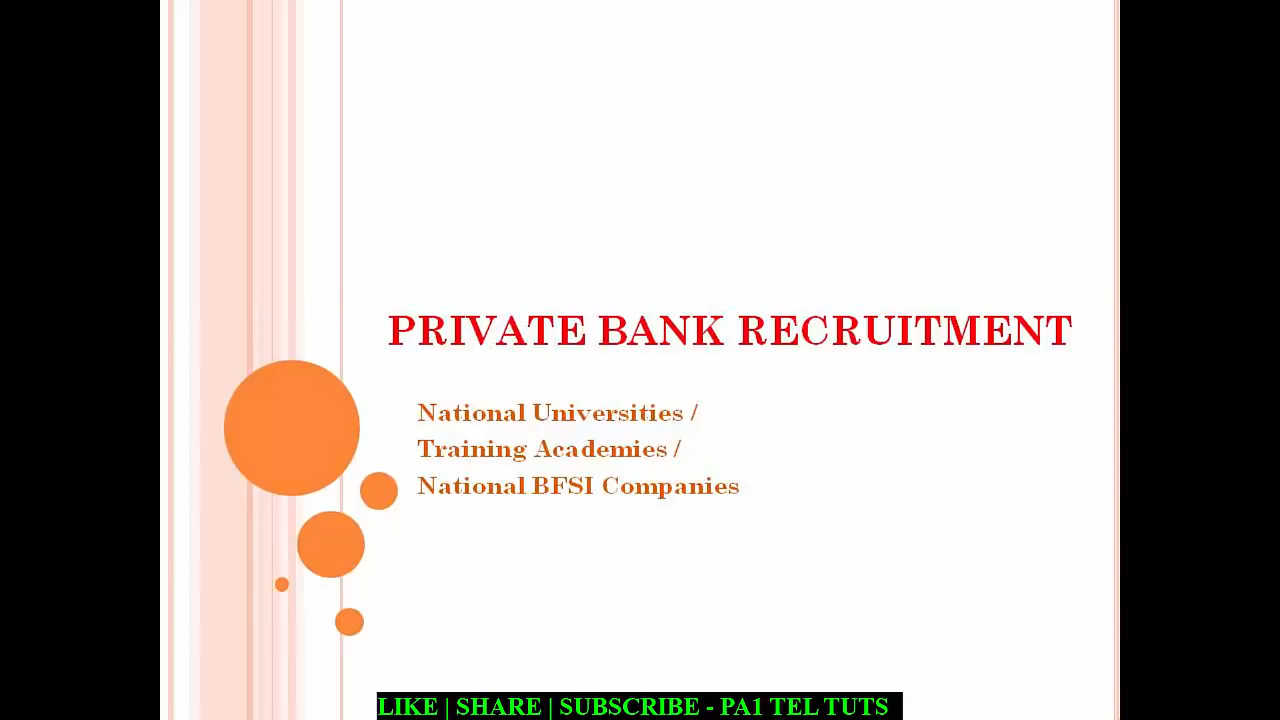 PRIVATE BANK RECRUITMENT
National Universities /
Training Academies /
National BFSI Companies
LIKE | SHARE | SUBSCRIBE - PA1 TEL TUTS